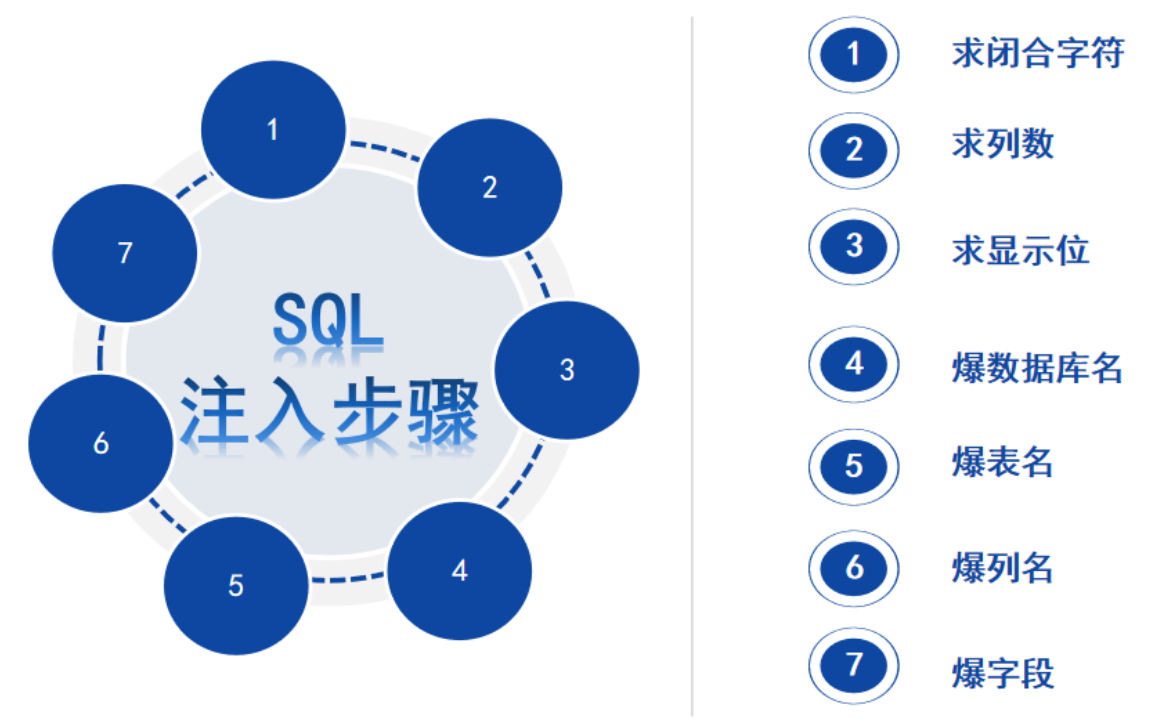 1
2
3
4
5
6
7
SQL
注入步骤
1 求闭合字符
2 求列数
3 求显示位
4 爆数据库名
5 爆表名
6 爆列名
7 爆字段